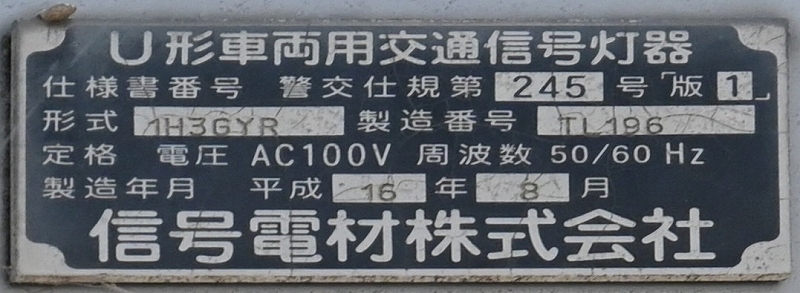 U形車両用交通信号灯器
仕様書番号 警交仕規第 245 号「版 1」
形式 1H3GYR 製造番号 TL196
定格 電圧 AC100V 周波数 50/60 Hz
製造年月 平成 16 年 8 月
信号電材株式会社